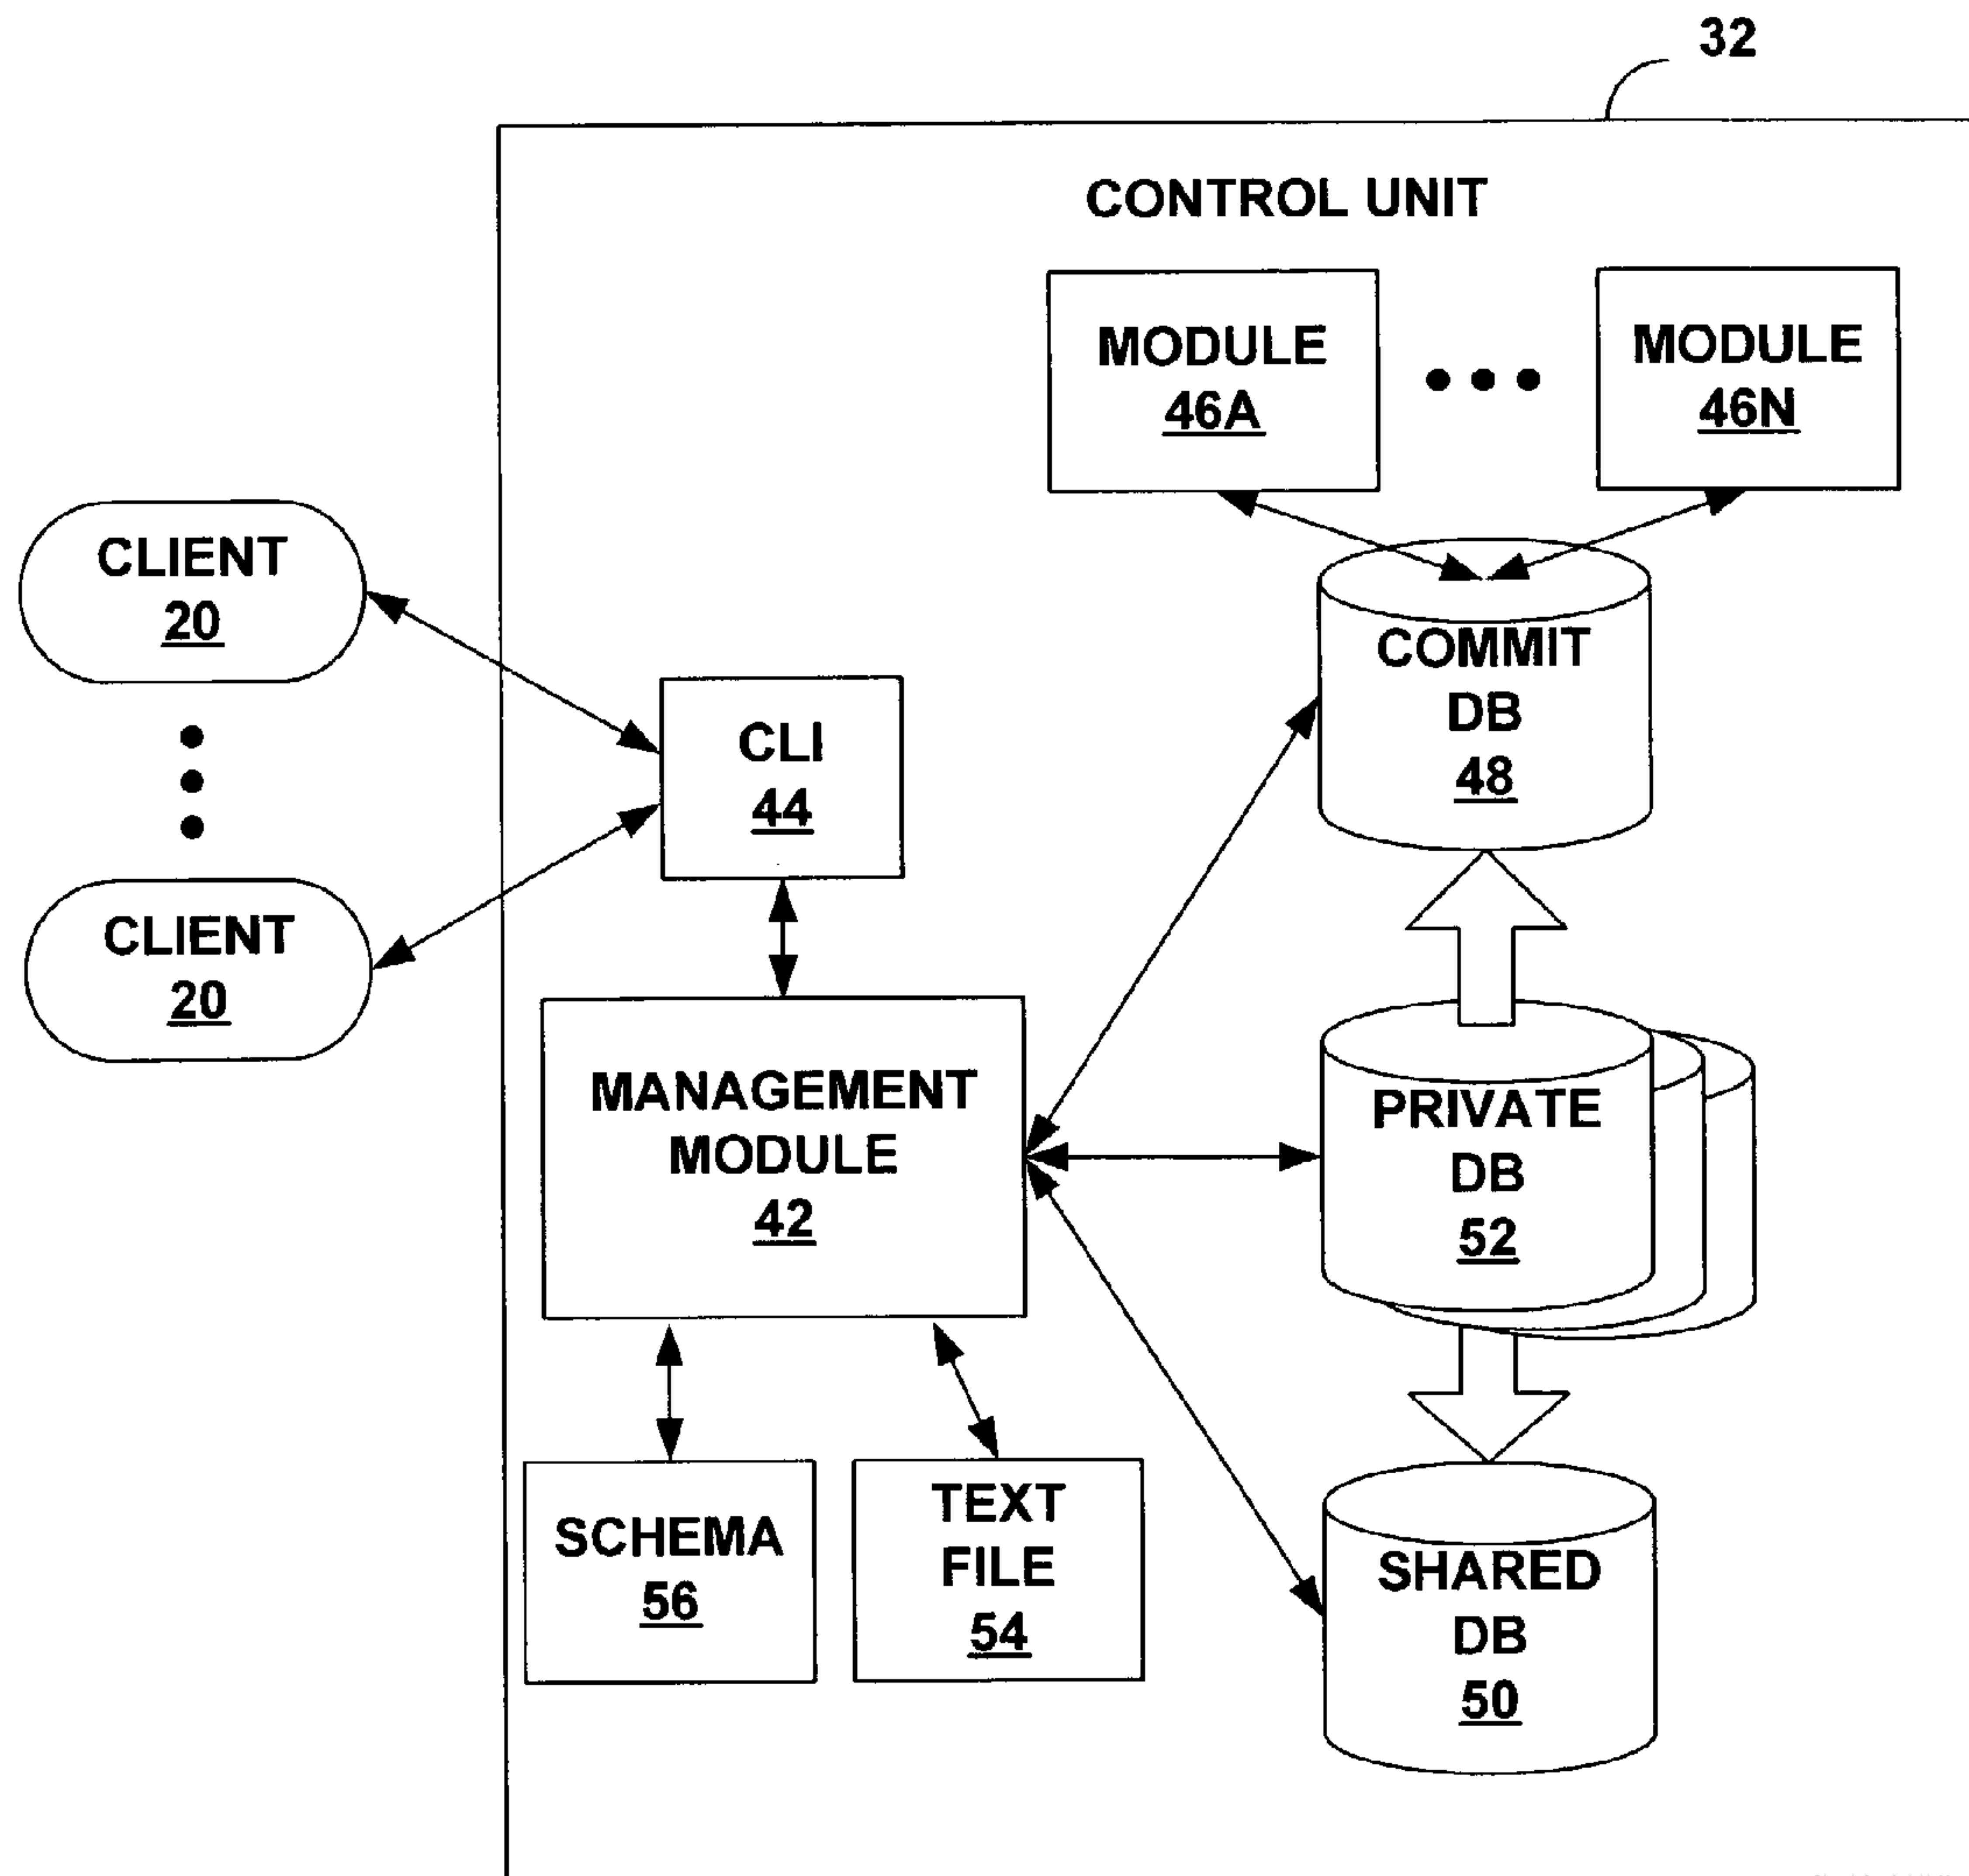 32
CONTROL UNIT
MODULE
46A
MODULE
46N
CLIENT
20
CLI
44
CLIENT
20
COMMIT
DB
48
MANAGEMENT
MODULE
42
PRIVATE
DB
52
SCHEMA
56
TEXT
FILE
54
SHARED
DB
50